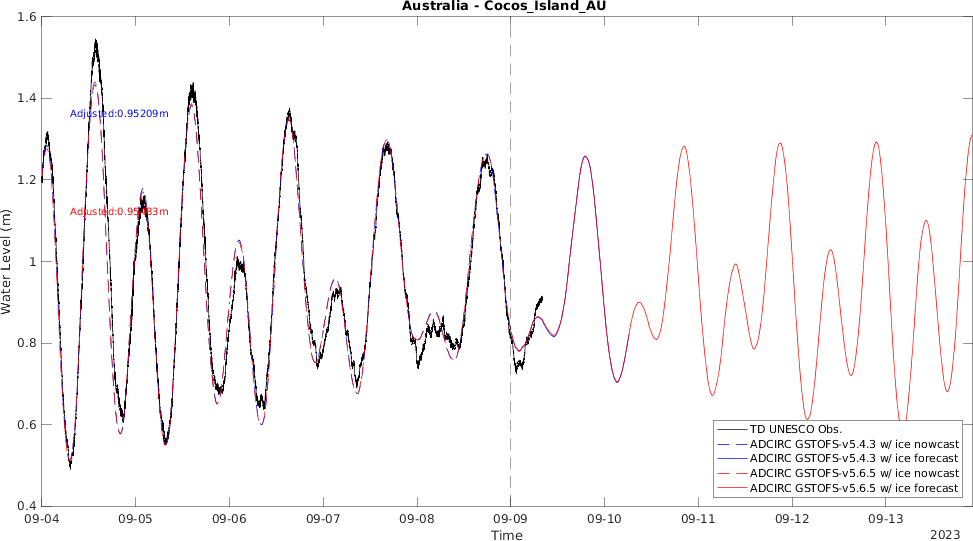 Australia - Cocos_Island_AU
1.6
1.4
1.2
1
0.8
0.6
0.4
Water Level (m)
Adjusted:0.95209m
TD UNESCO Obs.
ADCIRC GSTOFS-v5.4.3 w/ ice nowcast
ADCIRC GSTOFS-v5.4.3 w/ ice forecast
ADCIRC GSTOFS-v5.6.5 w/ ice nowcast
ADCIRC GSTOFS-v5.6.5 w/ ice forecast
09-04 09-05 09-06 09-07 09-08 09-09 09-10 09-11 09-12 09-13
Time
2023